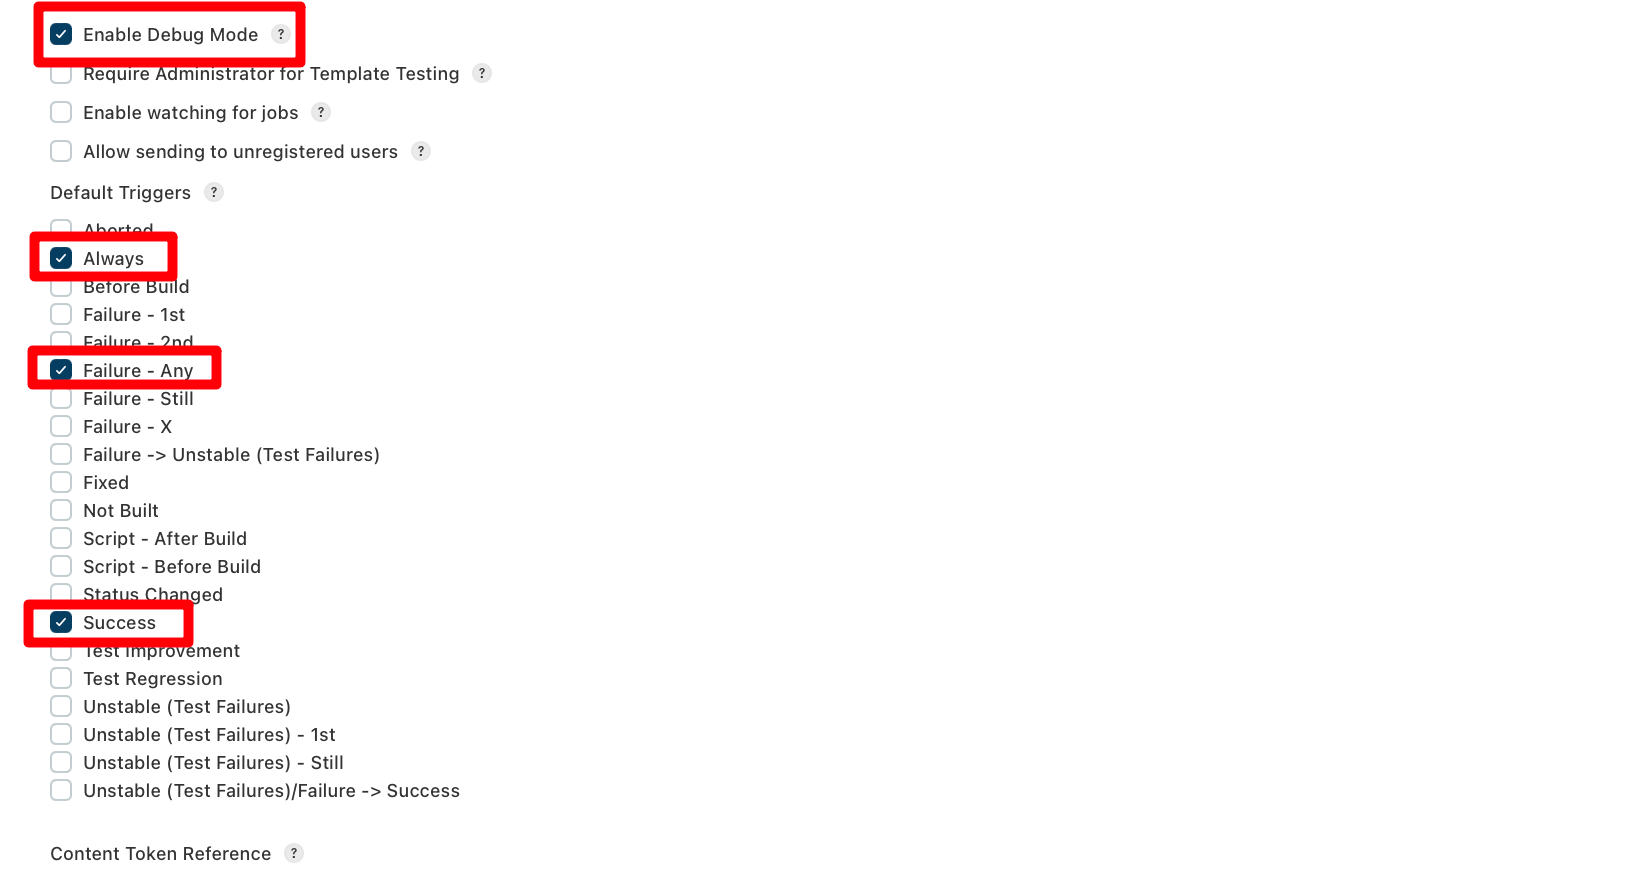 Enable Debug Mode ?
Require Administrator for Template Testing ?
Enable watching for jobs ?
Allow sending to unregistered users ?
Default Triggers ?
Aborted
Always
Before Build
Failure - 1st
Failure - 2nd
Failure - Any
Failure - Still
Failure - X
Failure -> Unstable (Test Failures)
Fixed
Not Built
Script - After Build
Script - Before Build
Status Changed
Success
Test Improvement
Test Regression
Unstable (Test Failures)
Unstable (Test Failures) - 1st
Unstable (Test Failures) - Still
Unstable (Test Failures)/Failure -> Success
Content Token Reference ?